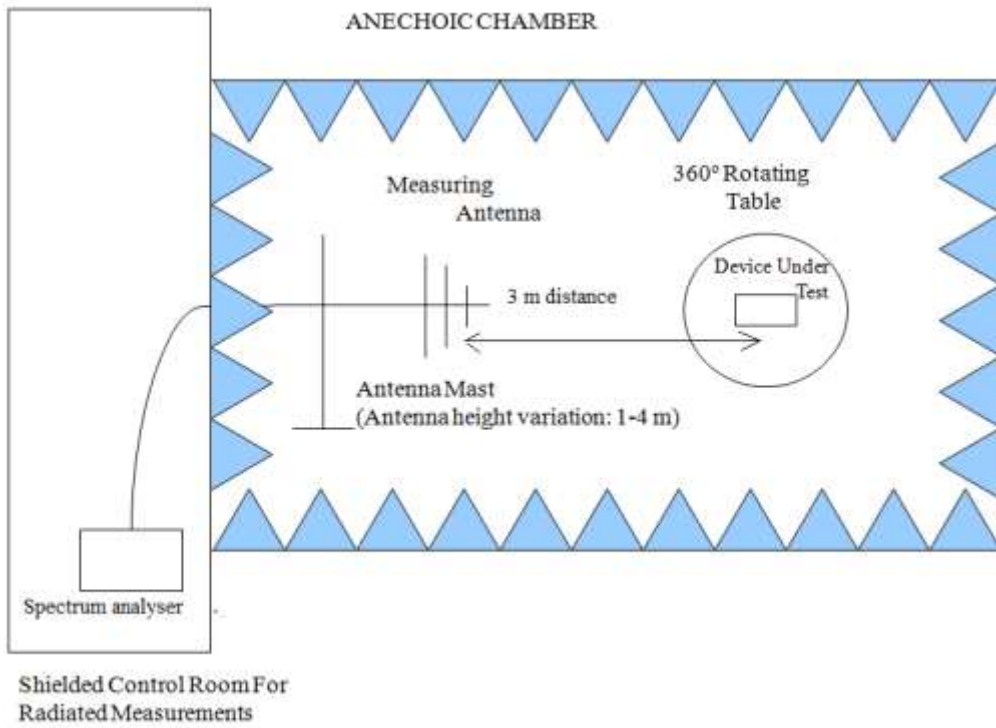 ANECHOIC CHAMBER
Measuring
Antenna
360º Rotating
Table
Device Under
Test
3 m distance
Antenna Mast
(Antenna height variation: 1-4 m)
Spectrum analyser
Shielded Control Room For
Radiated Measurements